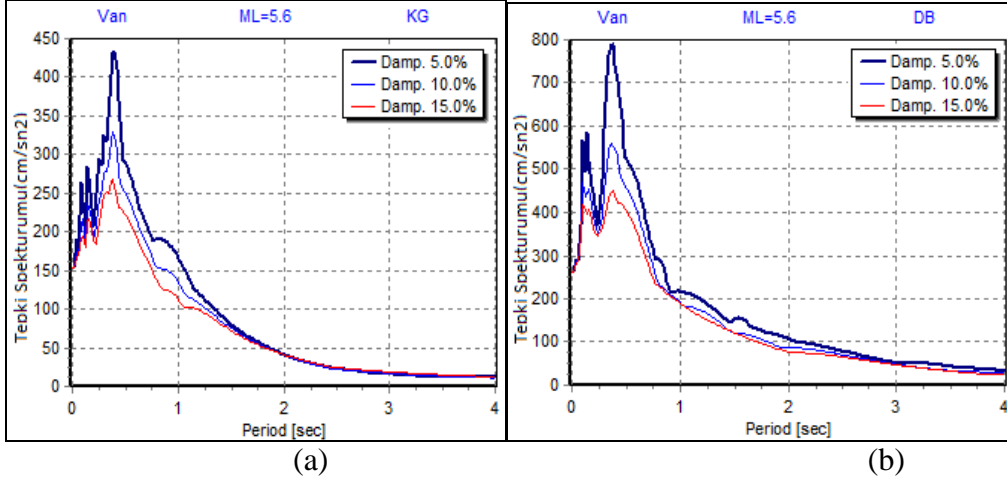 Van ML=5.6 KG
Tepki Spekturumu(cm/sn2)
450
400
350
300
250
200
150
100
50
0
Damp. 5.0%
Damp. 10.0%
Damp. 15.0%
0 1 2 3 4
Period [sec]
(a)
Van ML=5.6 DB
Tepki Spekturumu(cm/sn2)
800
700
600
500
400
300
200
100
0
Damp. 5.0%
Damp. 10.0%
Damp. 15.0%
0 1 2 3 4
Period [sec]
(b)